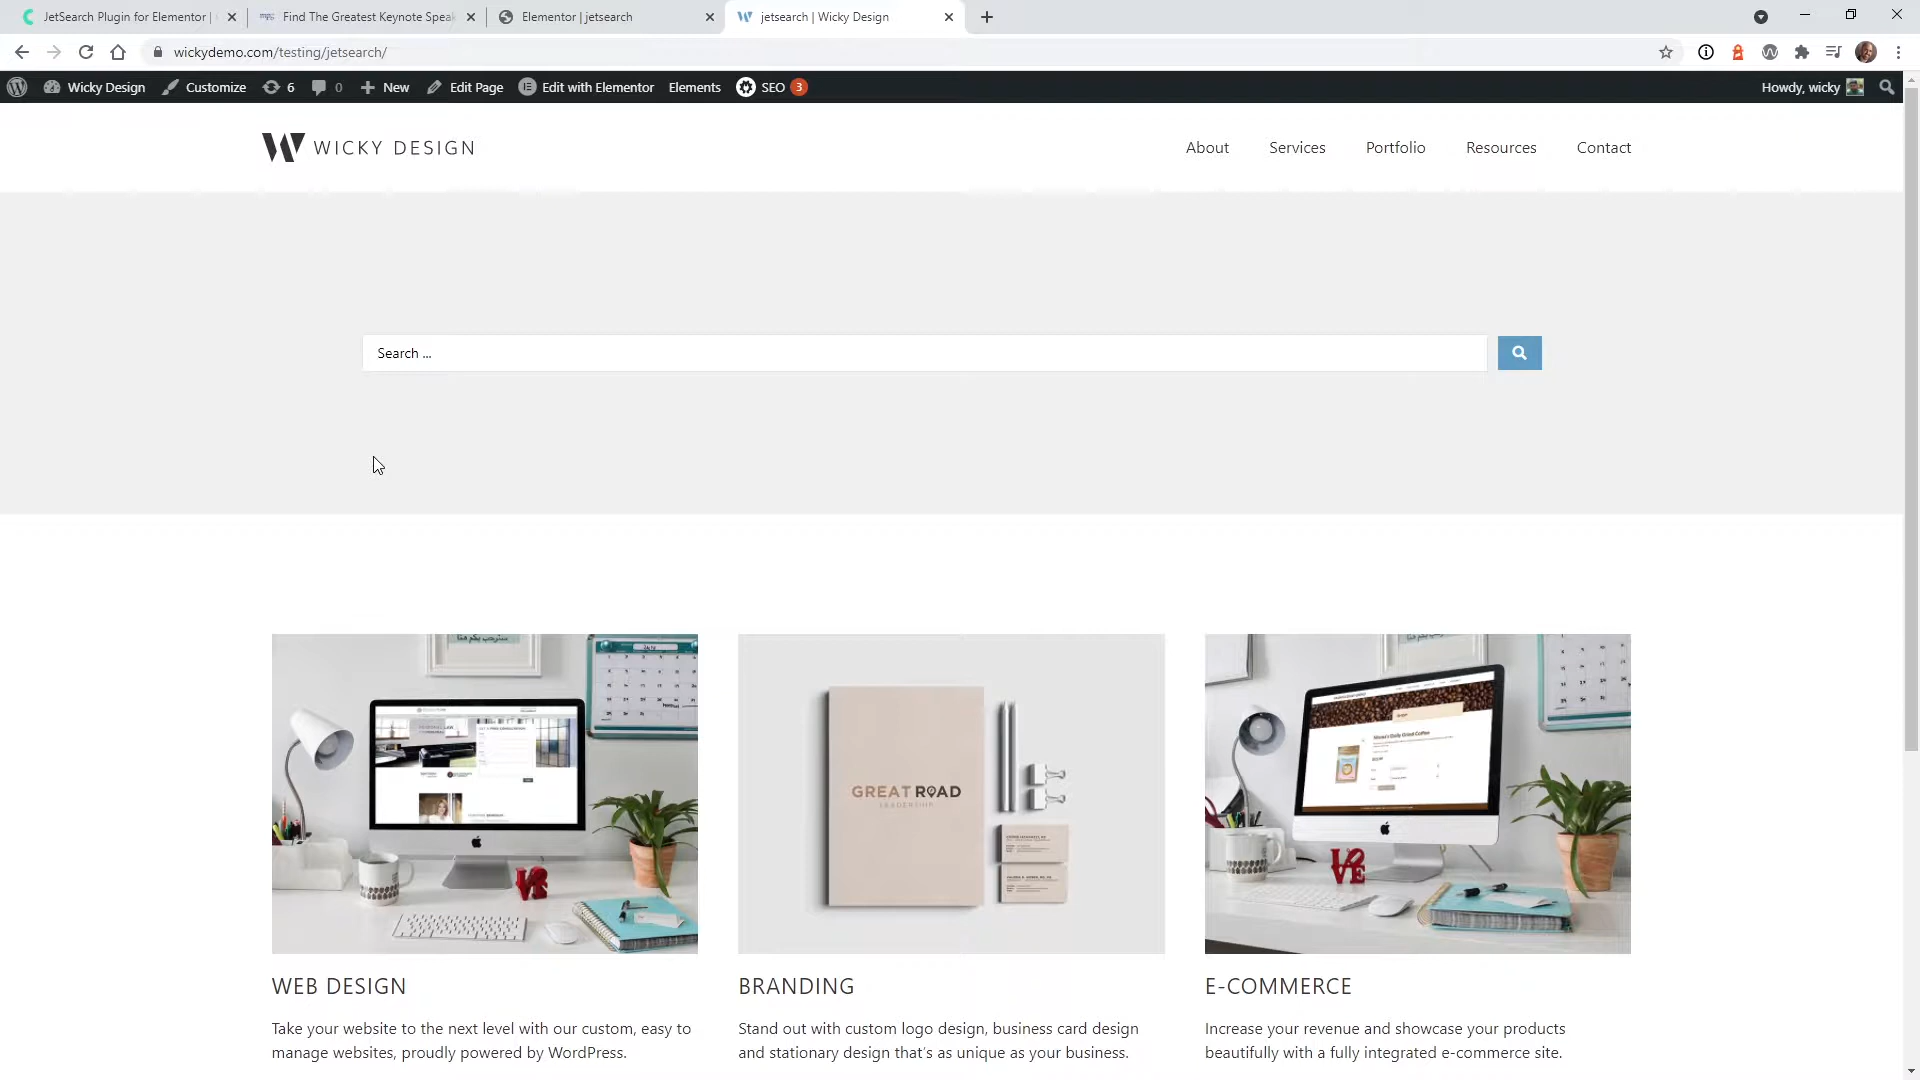 JetSearch Plugin for Elementor |
Find The Greatest Keynote Speak
Elementor | jetsearch
jetsearch | Wicky Design
wickydemo.com/testing/jetsearch/
Wicky Design
Customize
6
0
New
Edit Page
Edit with Elementor
Elements
SEO
3
Howdy, wicky
WICKY DESIGN
About
Services
Portfolio
Resources
Contact
Search ...
GREAT ROAD
LEADERSHIP
WEB DESIGN
BRANDING
E-COMMERCE
Take your website to the next level with our custom, easy to
manage websites, proudly powered by WordPress.
Stand out with custom logo design, business card design
and stationary design that's as unique as your business.
Increase your revenue and showcase your products
beautifully with a fully integrated e-commerce site.